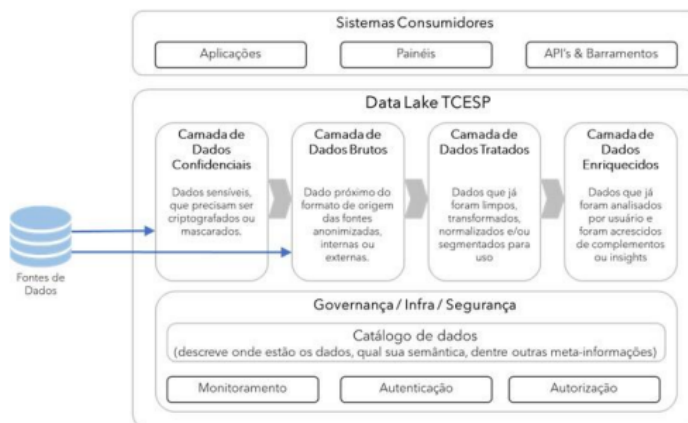 Sistemas Consumidores
Aplicações
Painéis
API's & Barramentos
Data Lake TCESP
Camada de
Dados
Confidenciais
Dados sensíveis,
que precisam ser
criptografados ou
mascarados.
Camada de
Dados Brutos
Dado próximo do
formato de origem
das fontes
anonimizadas,
internas ou
externas.
Camada de
Dados Tratados
Dados que já
foram limpos,
transformados,
normalizados e/ou
segmentados para
uso
Camada de
Dados
Enriquecidos
Dados que já
foram analisados
por usuário e
foram acrescidos
de complementos
ou insights
Fontes de
Dados
Governança / Infra / Segurança
Catálogo de dados
(descreve onde estão os dados, qual sua semântica, dentre outras meta-informações)
Monitoramento
Autenticação
Autorização